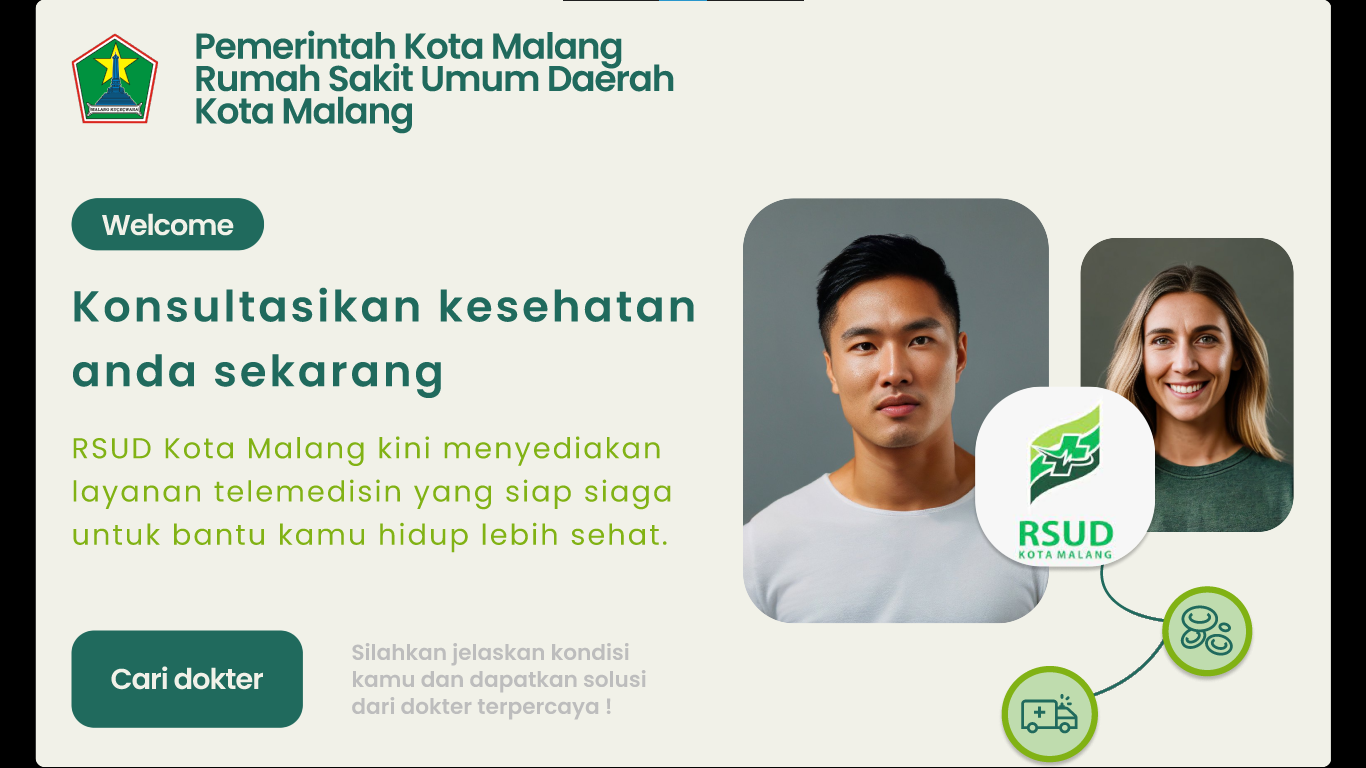 Pemerintah Kota Malang
Rumah Sakit Umum Daerah
Kota Malang
MALANG KUÇEÇWARA
Welcome
Konsultasikan kesehatan
anda sekarang
RSUD Kota Malang kini menyediakan
layanan telemedisin yang siap siaga
untuk bantu kamu hidup lebih sehat.
Cari dokter
Silahkan jelaskan kondisi
kamu dan dapatkan solusi
dari dokter terpercaya !
RSUD
KOTA MALANG